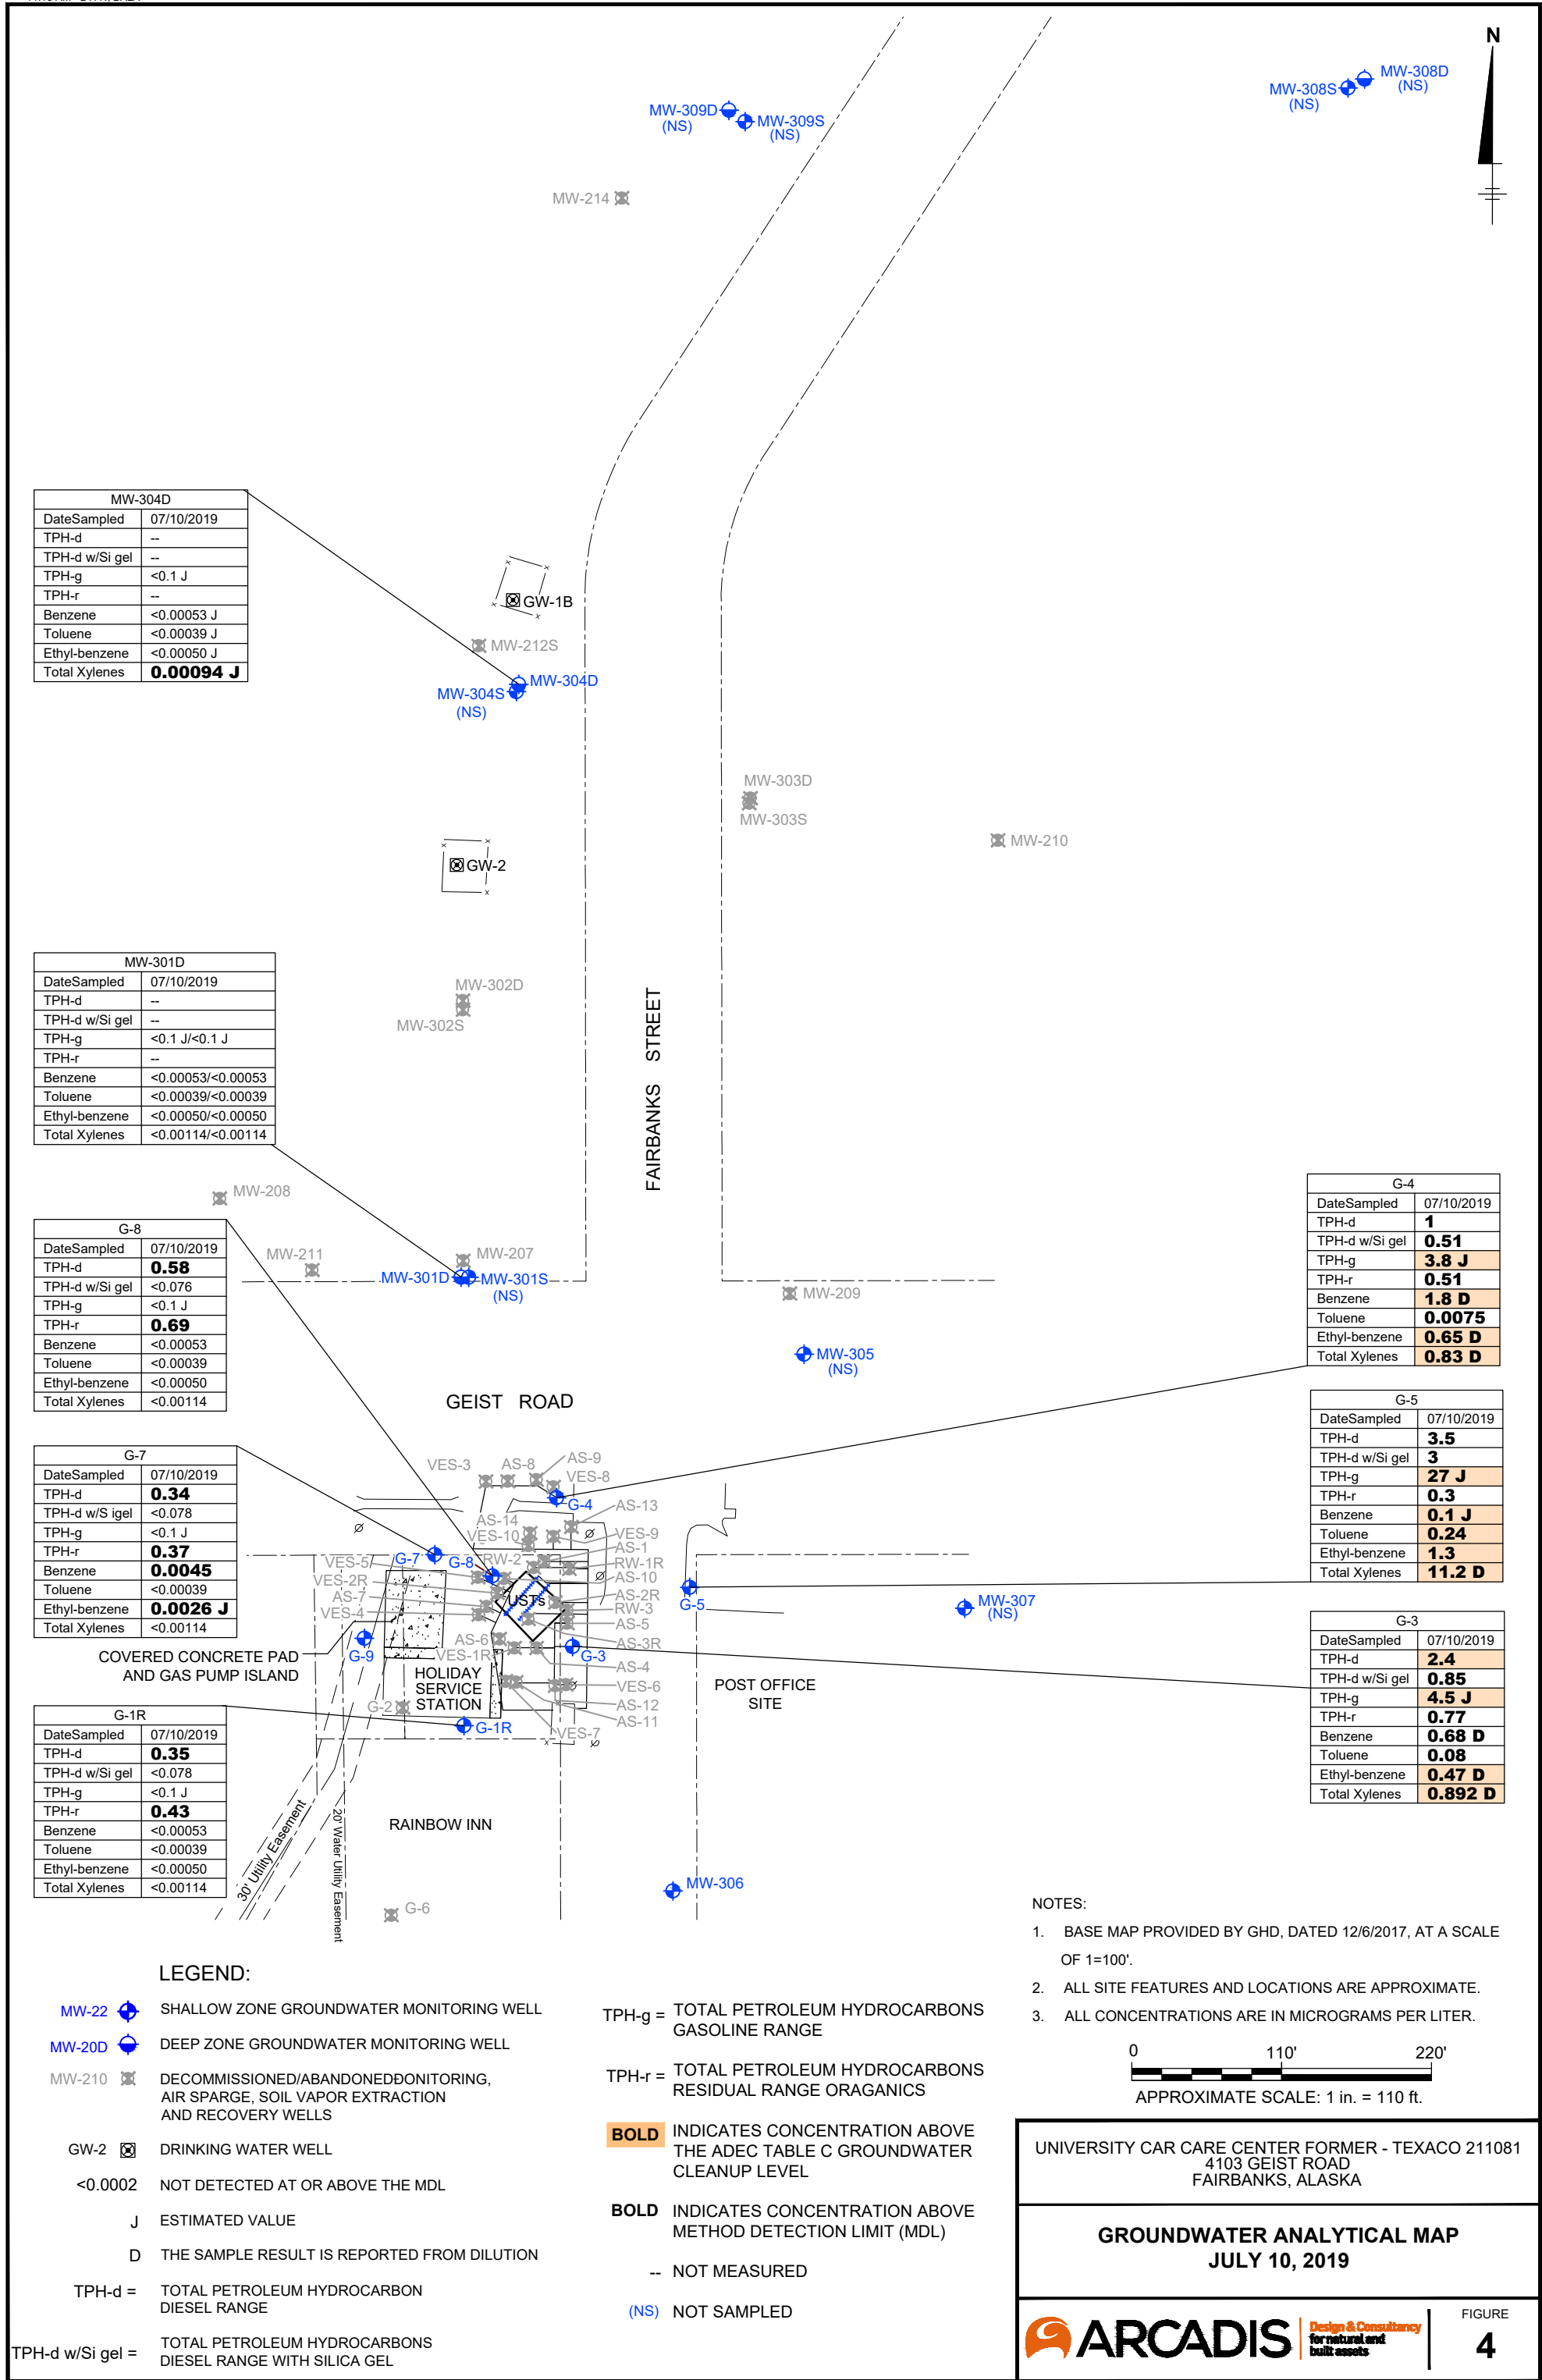 N
MW-309D
(NS)
MW-309S
(NS)
MW-308S
(NS)
MW-308D
(NS)
MW-214
MW-304D
DateSampled 07/10/2019
TPH-d --
TPH-d w/Si gel --
TPH-g <0.1 J
TPH-r --
Benzene <0.00053 J
Toluene <0.00039 J
Ethyl-benzene <0.00050 J
Total Xylenes 0.00094 J
GW-1B
MW-212S
MW-304D
MW-304S
(NS)
MW-303D
MW-303S
MW-210
GW-2
MW-301D
DateSampled 07/10/2019
TPH-d --
TPH-d w/Si gel --
TPH-g <0.1 J/<0.1 J
TPH-r --
Benzene <0.00053/<0.00053
Toluene <0.00039/<0.00039
Ethyl-benzene <0.00050/<0.00050
Total Xylenes <0.00114/<0.00114
MW-302D
MW-302S
FAIRBANKS STREET
MW-208
MW-211
MW-207
MW-301D
MW-301S
(NS)
MW-209
MW-305
(NS)
G-8
DateSampled 07/10/2019
TPH-d 0.58
TPH-d w/Si gel <0.076
TPH-g <0.1 J
TPH-r 0.69
Benzene <0.00053
Toluene <0.00039
Ethyl-benzene <0.00050
Total Xylenes <0.00114
G-4
DateSampled 07/10/2019
TPH-d 1
TPH-d w/Si gel 0.51
TPH-g 3.8 J
TPH-r 0.51
Benzene 1.8 D
Toluene 0.0075
Ethyl-benzene 0.65 D
Total Xylenes 0.83 D
GEIST ROAD
G-5
DateSampled 07/10/2019
TPH-d 3.5
TPH-d w/Si gel 3
TPH-g 27 J
TPH-r 0.3
Benzene 0.1 J
Toluene 0.24
Ethyl-benzene 1.3
Total Xylenes 11.2 D
G-7
DateSampled 07/10/2019
TPH-d 0.34
TPH-d w/S igel <0.078
TPH-g <0.1 J
TPH-r 0.37
Benzene 0.0045
Toluene <0.00039
Ethyl-benzene 0.0026 J
Total Xylenes <0.00114
VES-3
AS-8
AS-9
VES-8
G-4
AS-13
AS-14
VES-10
VES-9
AS-1
RW-1R
AS-10
AS-2R
RW-3
AS-5
AS-3R
G-3
AS-4
VES-6
AS-12
AS-11
VES-7
VES-5
G-7
G-8
RW-2
VES-2R
AS-7
VES-4
USTs
AS-6
VES-1R
G-9
G-5
MW-307
(NS)
COVERED CONCRETE PAD
AND GAS PUMP ISLAND
HOLIDAY
SERVICE
STATION
G-2
G-1R
POST OFFICE
SITE
G-3
DateSampled 07/10/2019
TPH-d 2.4
TPH-d w/Si gel 0.85
TPH-g 4.5 J
TPH-r 0.77
Benzene 0.68 D
Toluene 0.08
Ethyl-benzene 0.47 D
Total Xylenes 0.892 D
G-1R
DateSampled 07/10/2019
TPH-d 0.35
TPH-d w/Si gel <0.078
TPH-g <0.1 J
TPH-r 0.43
Benzene <0.00053
Toluene <0.00039
Ethyl-benzene <0.00050
Total Xylenes <0.00114
30' Utility Easement
20' Water Utility Easement
RAINBOW INN
MW-306
G-6
NOTES:
1. BASE MAP PROVIDED BY GHD, DATED 12/6/2017, AT A SCALE
OF 1=100'.
2. ALL SITE FEATURES AND LOCATIONS ARE APPROXIMATE.
3. ALL CONCENTRATIONS ARE IN MICROGRAMS PER LITER.
0 110' 220'
APPROXIMATE SCALE: 1 in. = 110 ft.
LEGEND:
MW-22 SHALLOW ZONE GROUNDWATER MONITORING WELL
MW-20D DEEP ZONE GROUNDWATER MONITORING WELL
MW-210 DECOMMISSIONED/ABANDONEDÐONITORING,
AIR SPARGE, SOIL VAPOR EXTRACTION
AND RECOVERY WELLS
GW-2 DRINKING WATER WELL
<0.0002 NOT DETECTED AT OR ABOVE THE MDL
J ESTIMATED VALUE
D THE SAMPLE RESULT IS REPORTED FROM DILUTION
TPH-d = TOTAL PETROLEUM HYDROCARBON
DIESEL RANGE
TPH-d w/Si gel = TOTAL PETROLEUM HYDROCARBONS
DIESEL RANGE WITH SILICA GEL
TPH-g = TOTAL PETROLEUM HYDROCARBONS
GASOLINE RANGE
TPH-r = TOTAL PETROLEUM HYDROCARBONS
RESIDUAL RANGE ORAGANICS
BOLD INDICATES CONCENTRATION ABOVE
THE ADEC TABLE C GROUNDWATER
CLEANUP LEVEL
BOLD INDICATES CONCENTRATION ABOVE
METHOD DETECTION LIMIT (MDL)
-- NOT MEASURED
(NS) NOT SAMPLED
UNIVERSITY CAR CARE CENTER FORMER - TEXACO 211081
4103 GEIST ROAD
FAIRBANKS, ALASKA
GROUNDWATER ANALYTICAL MAP
JULY 10, 2019
ARCADIS
Design & Consultancy
for natural and
built assets
FIGURE
4